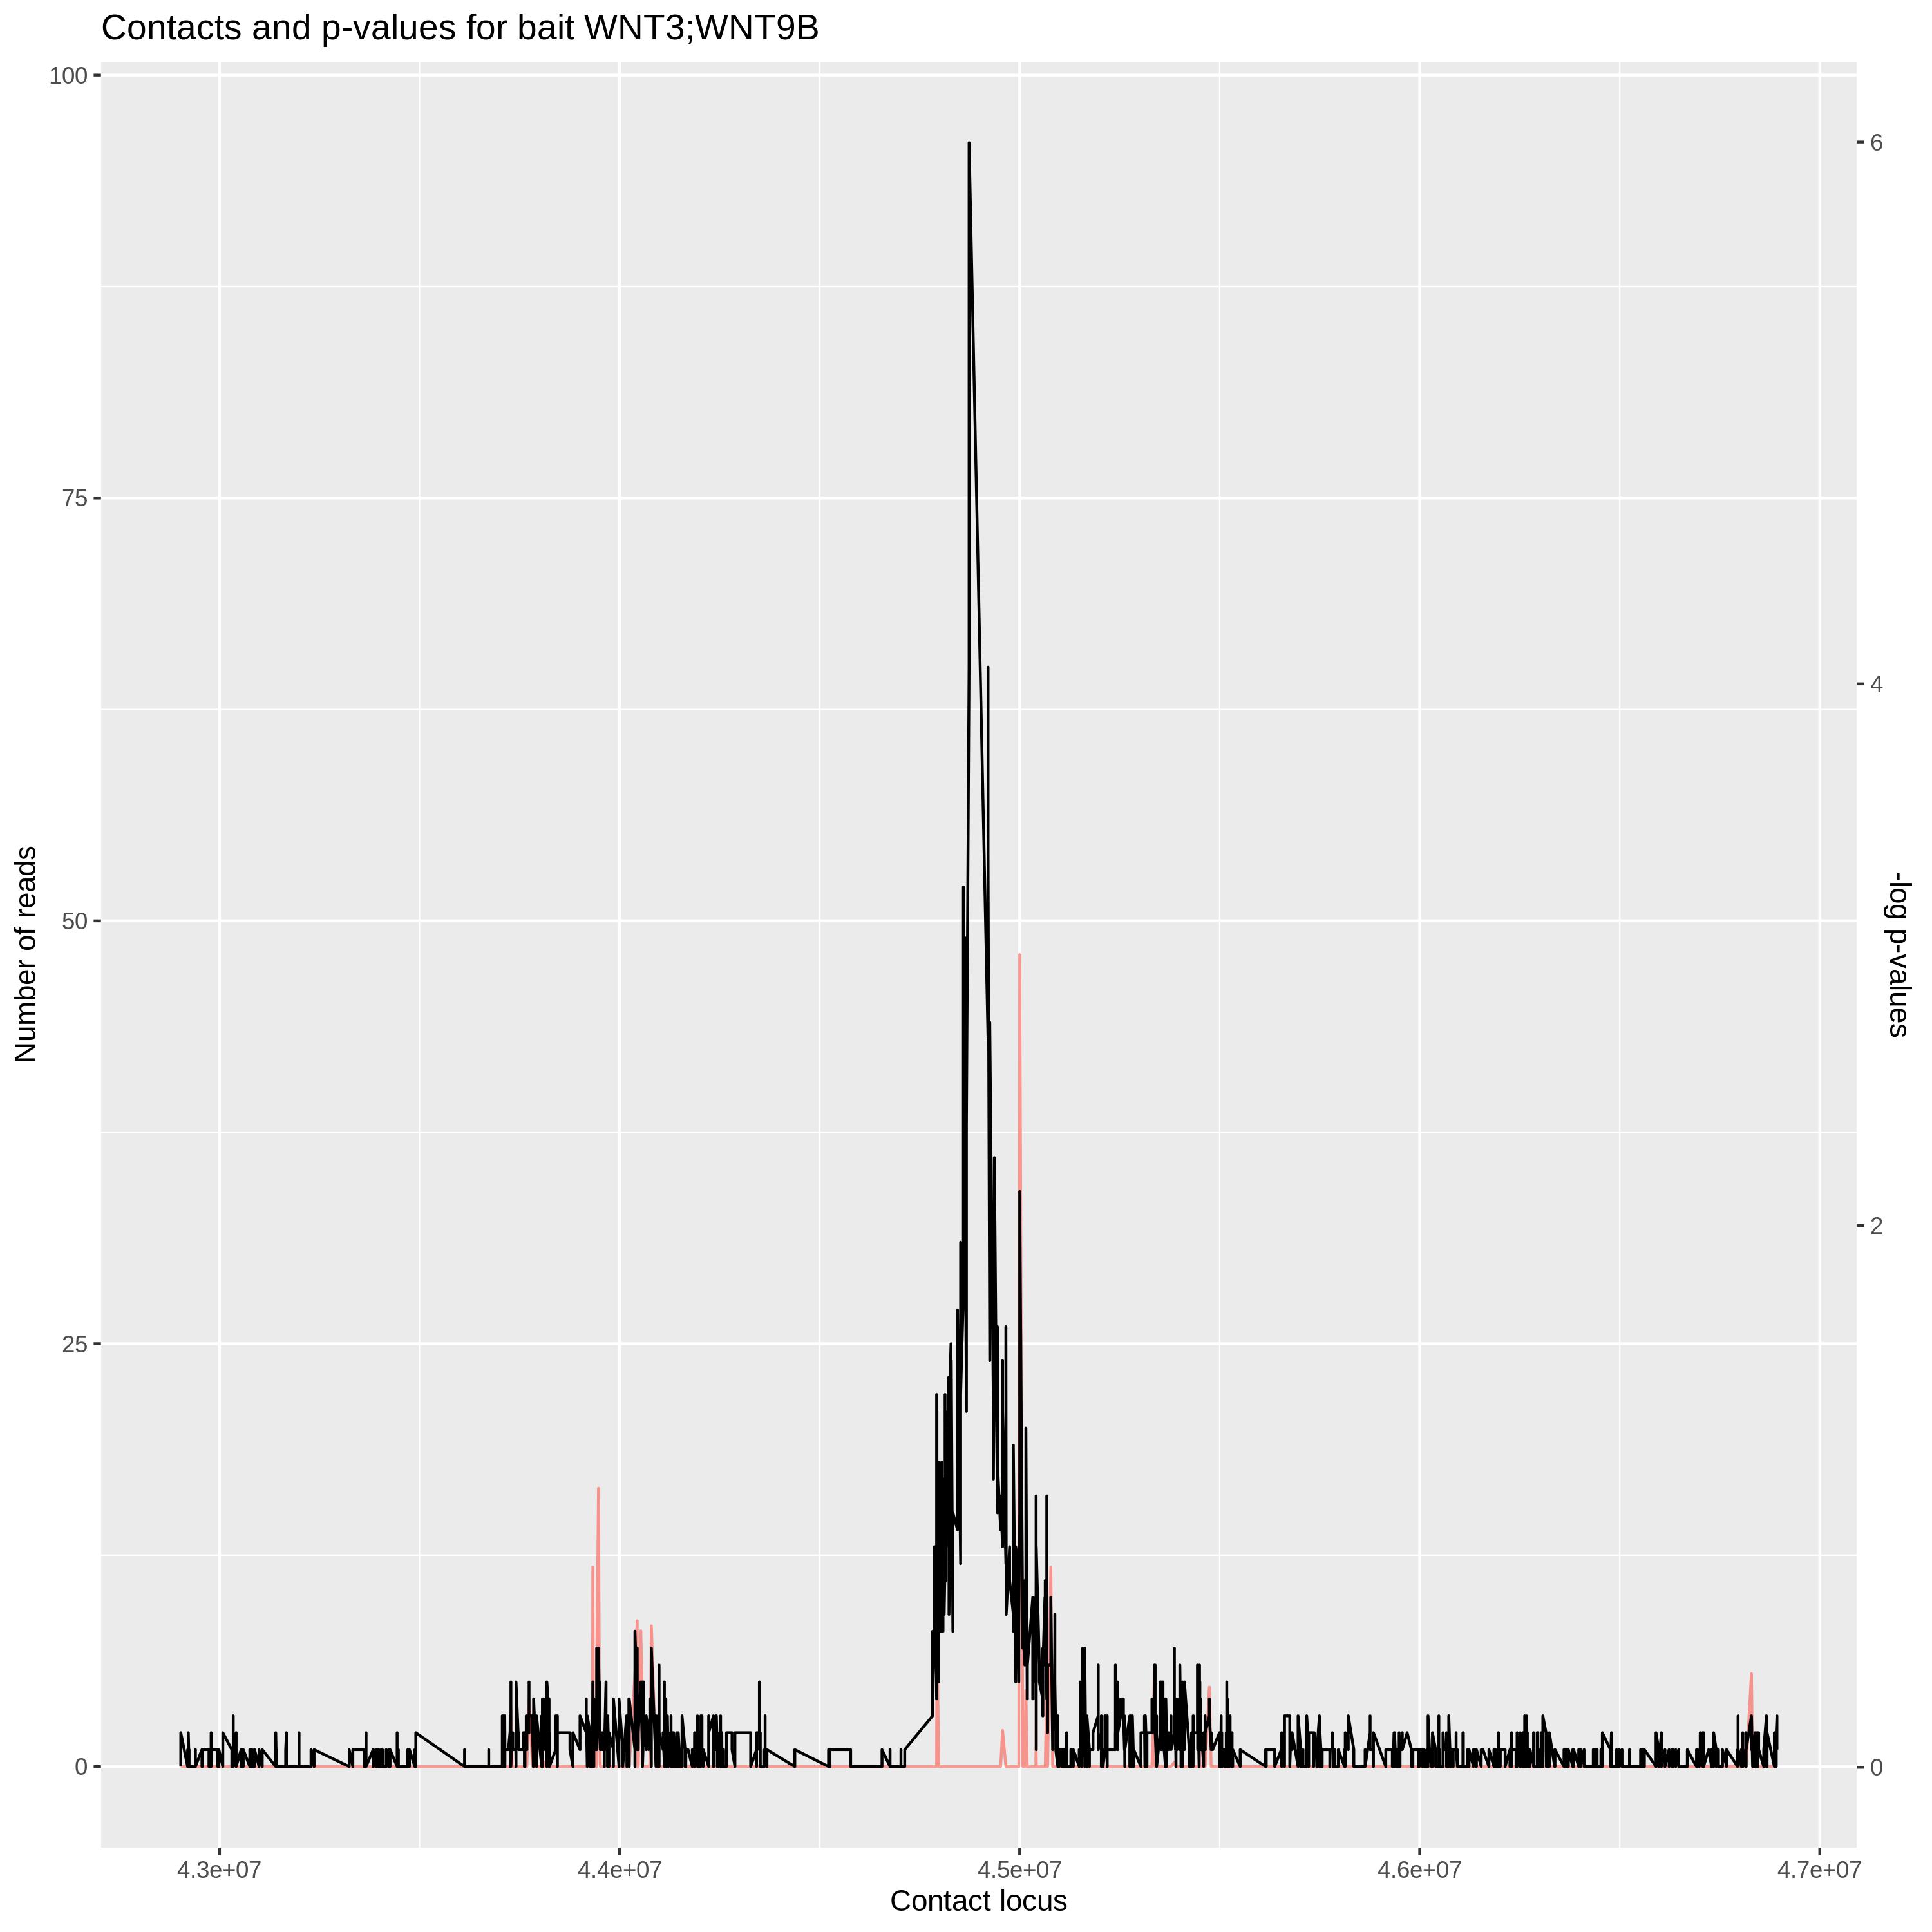 Contacts and p-values for bait WNT3;WNT9B
100
75
50
25
0
Number of reads
6
4
2
0
-log p-values
4.3e+07
4.4e+07
4.5e+07
4.6e+07
4.7e+07
Contact locus